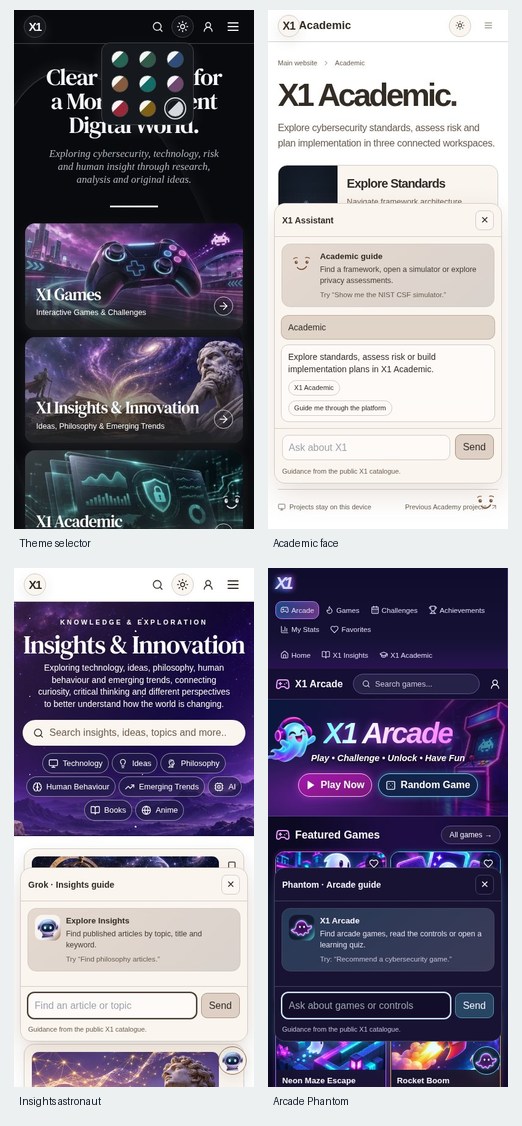 X1
Clear for
a Mor ent
Digital World.
Exploring cybersecurity, technology, risk
and human insight through research,
analysis and original ideas.
X1 Games
Interactive Games & Challenges
X1 Insights & Innovation
Ideas, Philosophy & Emerging Trends
X1 Academic
Theme selector
X1 Academic
Main website > Academic
X1 Academic.
Explore cybersecurity standards, assess risk and
plan implementation in three connected workspaces.
Explore Standards
Navigate framework architecture
X1 Assistant
Academic guide
Find a framework, open a simulator or explore
privacy assessments.
Try "Show me the NIST CSF simulator."
Academic
Explore standards, assess risk or build
implementation plans in X1 Academic.
X1 Academic
Guide me through the platform
Ask about X1
Send
Guidance from the public X1 catalogue.
Projects stay on this device
Previous Academy projects
Academic face
X1
KNOWLEDGE & EXPLORATION
Insights & Innovation
Exploring technology, ideas, philosophy, human
behaviour and emerging trends, connecting
curiosity, critical thinking and different perspectives
to better understand how the world is changing.
Search insights, ideas, topics and more..
Technology Ideas Philosophy
Human Behaviour Emerging Trends AI
Books Anime
Grok · Insights guide
Explore Insights
Find published articles by topic, title and
keyword.
Try "Find philosophy articles."
Find an article or topic
Send
Guidance from the public X1 catalogue.
Insights astronaut
X1
Arcade Games Challenges Achievements
My Stats Favorites
Home X1 Insights X1 Academic
X1 Arcade
Search games...
X1 Arcade
Play • Challenge • Unlock • Have Fun
Play Now Random Game
Featured Games
All games →
Phantom · Arcade guide
X1 Arcade
Find arcade games, read the controls or open a
learning quiz.
Try: "Recommend a cybersecurity game."
Ask about games or controls
Send
Guidance from the public X1 catalogue.
Neon Maze Escape
Rocket Boom
Arcade Phantom